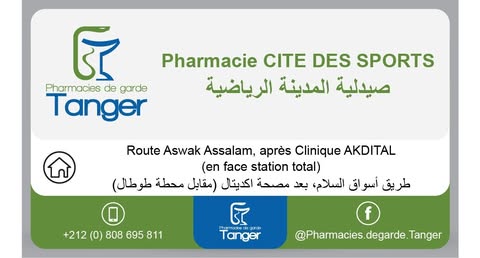 Pharmacies de garde
Tanger
Pharmacie CITE DES SPORTS
صيدلية المدينة الرياضية
Route Aswak Assalam, après Clinique AKDITAL
(en face station total)
طريق أسواق السلام، بعد مصحة اكديتال (مقابل محطة طوطال)
+212 (0) 808 695 811
Pharmacies de garde
Tanger
@Pharmacies.degarde.Tanger